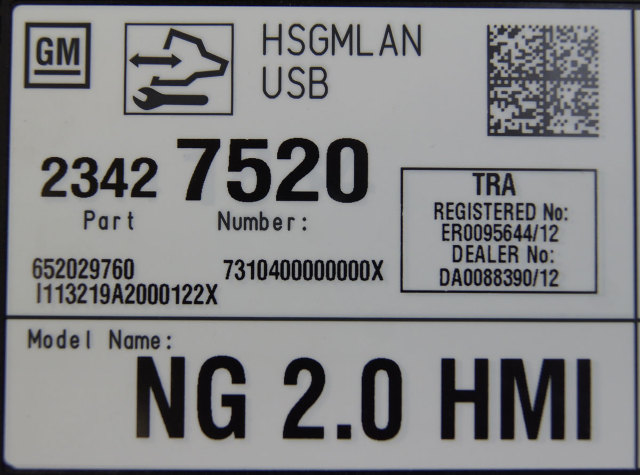 GM
HSGMLAN
USB
2342 7520
Part Number:
652029760 7310400000000X
I113219A2000122X
TRA
REGISTERED No:
ER0095644/12
DEALER No:
DA0088390/12
Model Name:
NG 2.0 HMI